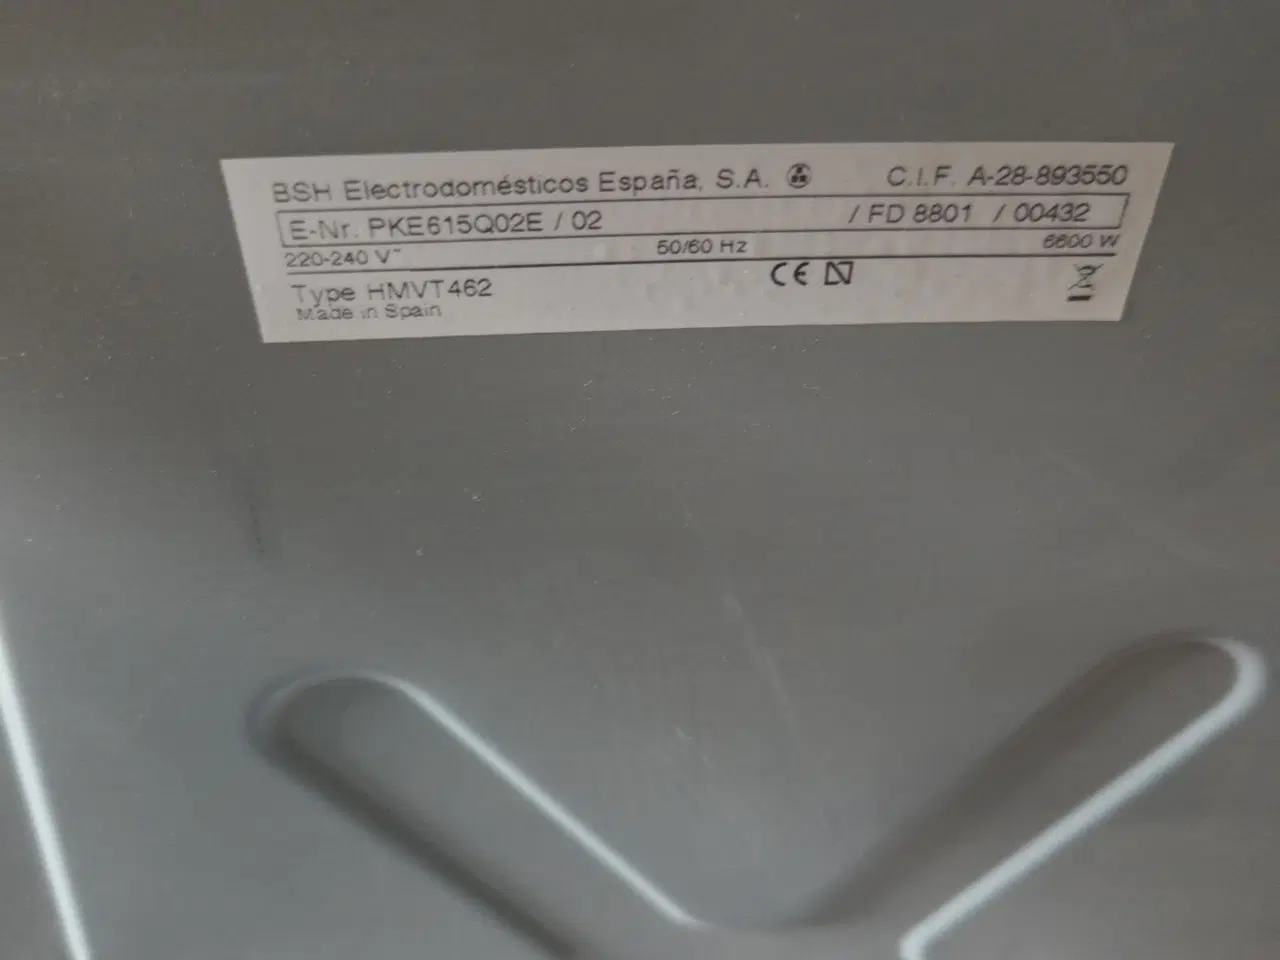 BSH Electrodomésticos España, S.A. C.I.F. A-28-893550
E-Nr. PKE615Q02E / 02 / FD 8801 / 00432
220-240 V~ 50/60 Hz 6600 W
Type HMVT462 CE
Made in Spain